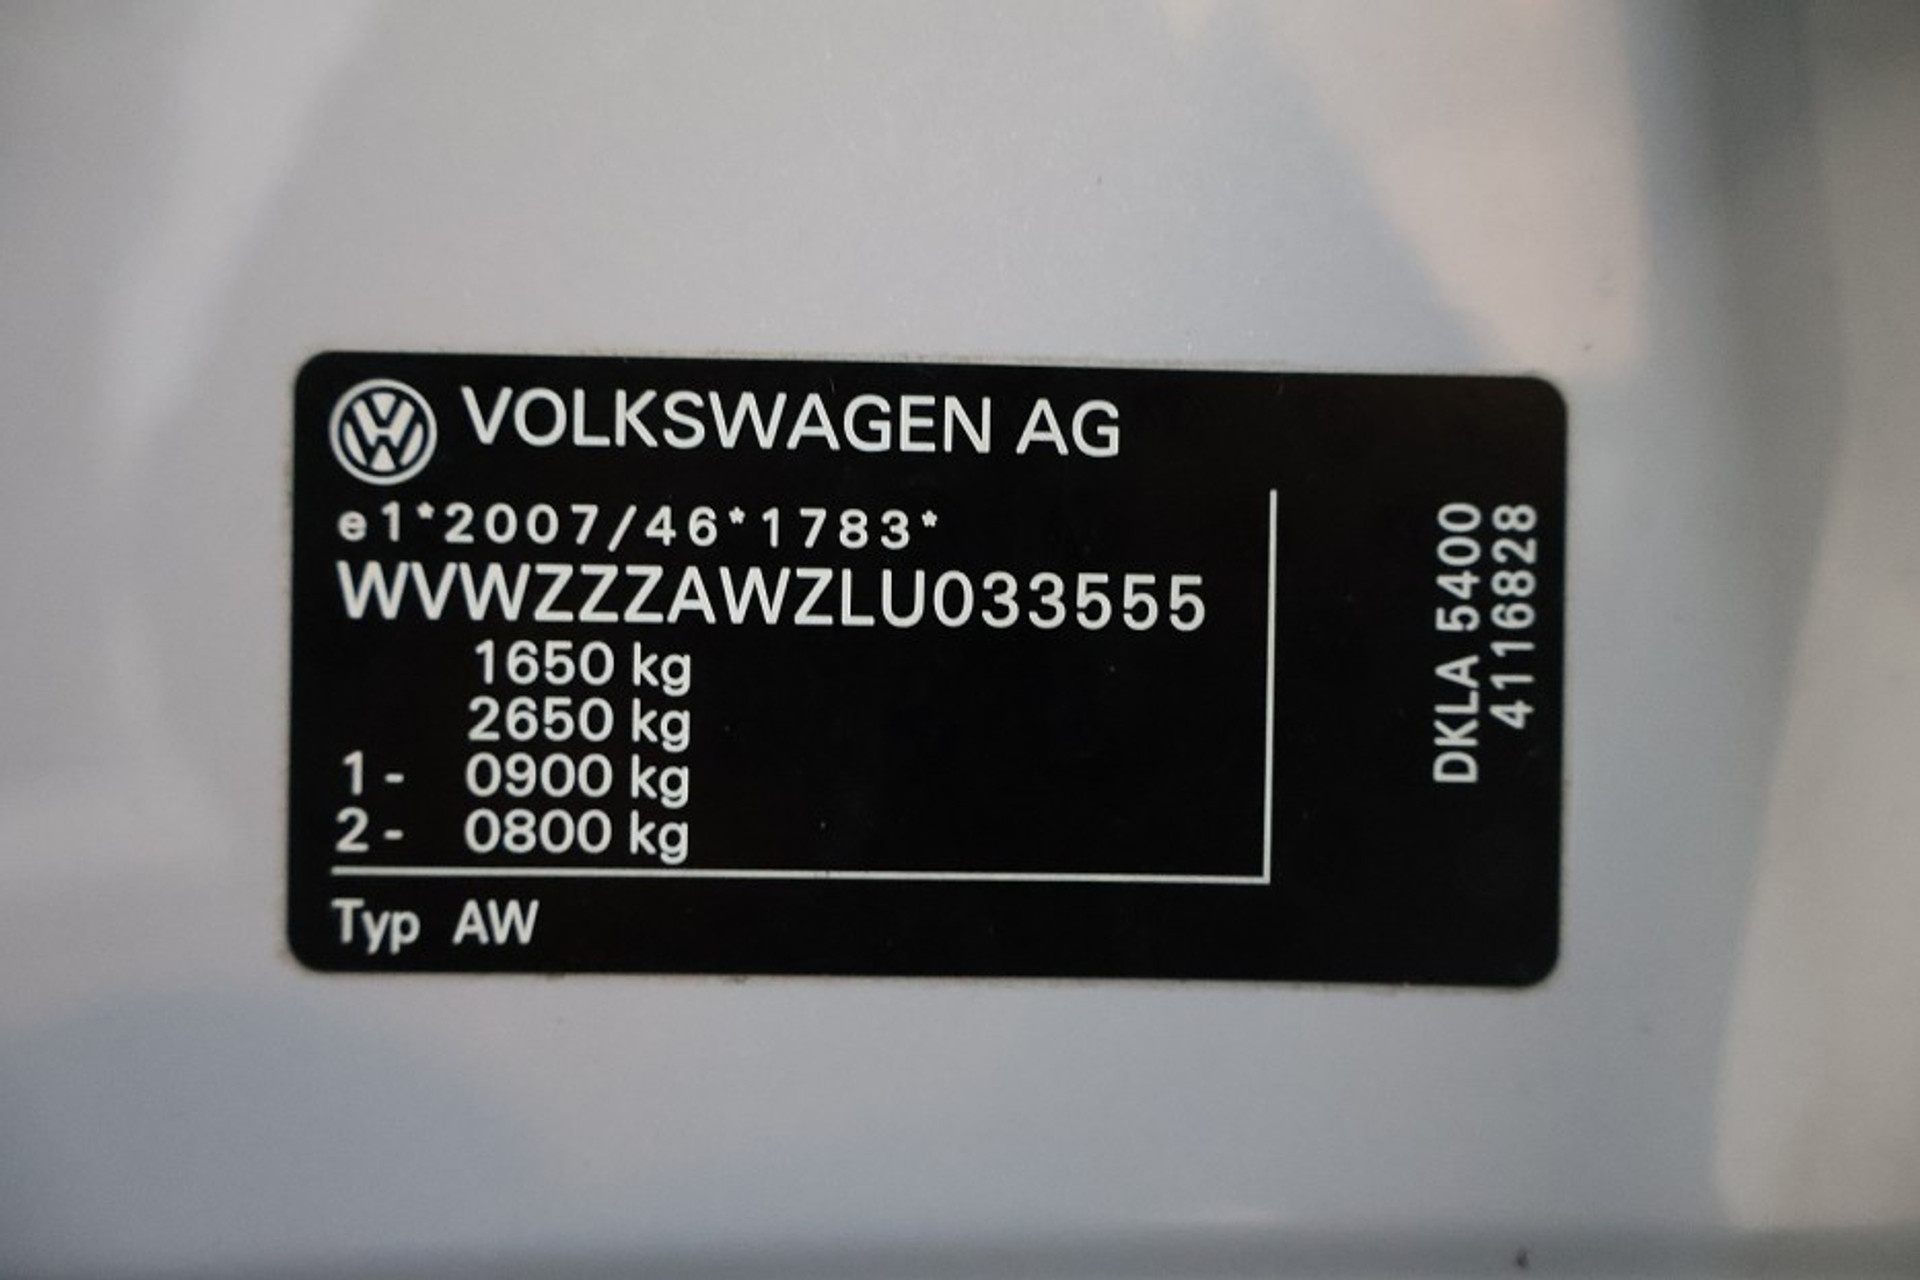 VOLKSWAGEN AG
e1*2007/46*1783*
WVWZZZAWZLU033555
1650 kg
2650 kg
1- 0900 kg
2- 0800 kg
Typ AW
DKLA 5400
4116828